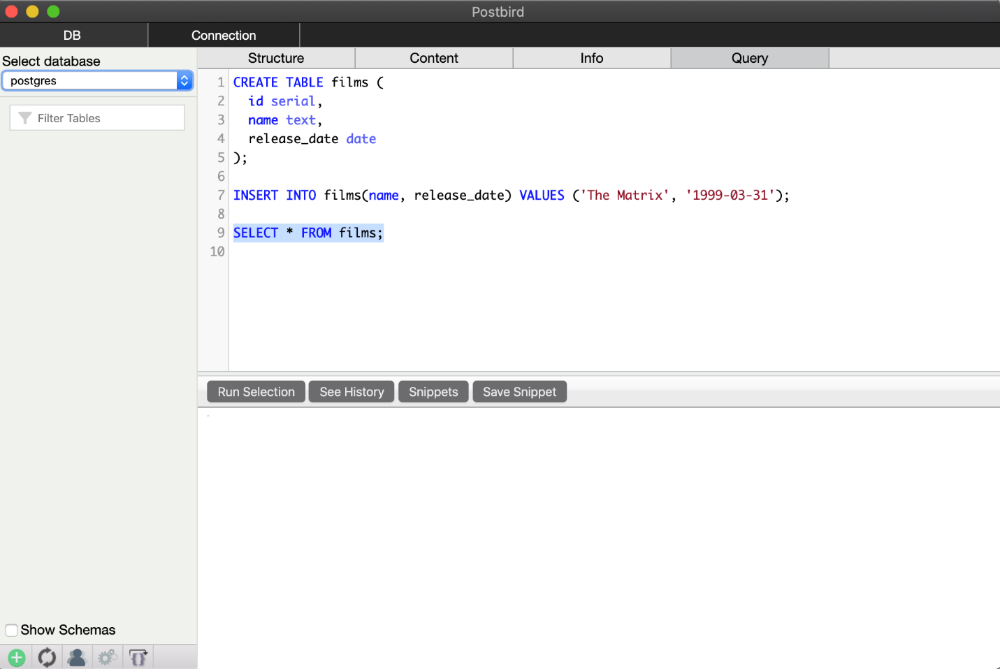 Postbird
DB Connection
Select database
postgres
Filter Tables
Structure Content Info Query
1 CREATE TABLE films (
2 id serial,
3 name text,
4 release_date date
5 );
6
7 INSERT INTO films(name, release_date) VALUES ('The Matrix', '1999-03-31');
8
9 SELECT * FROM films;
10
Run Selection See History Snippets Save Snippet
Show Schemas